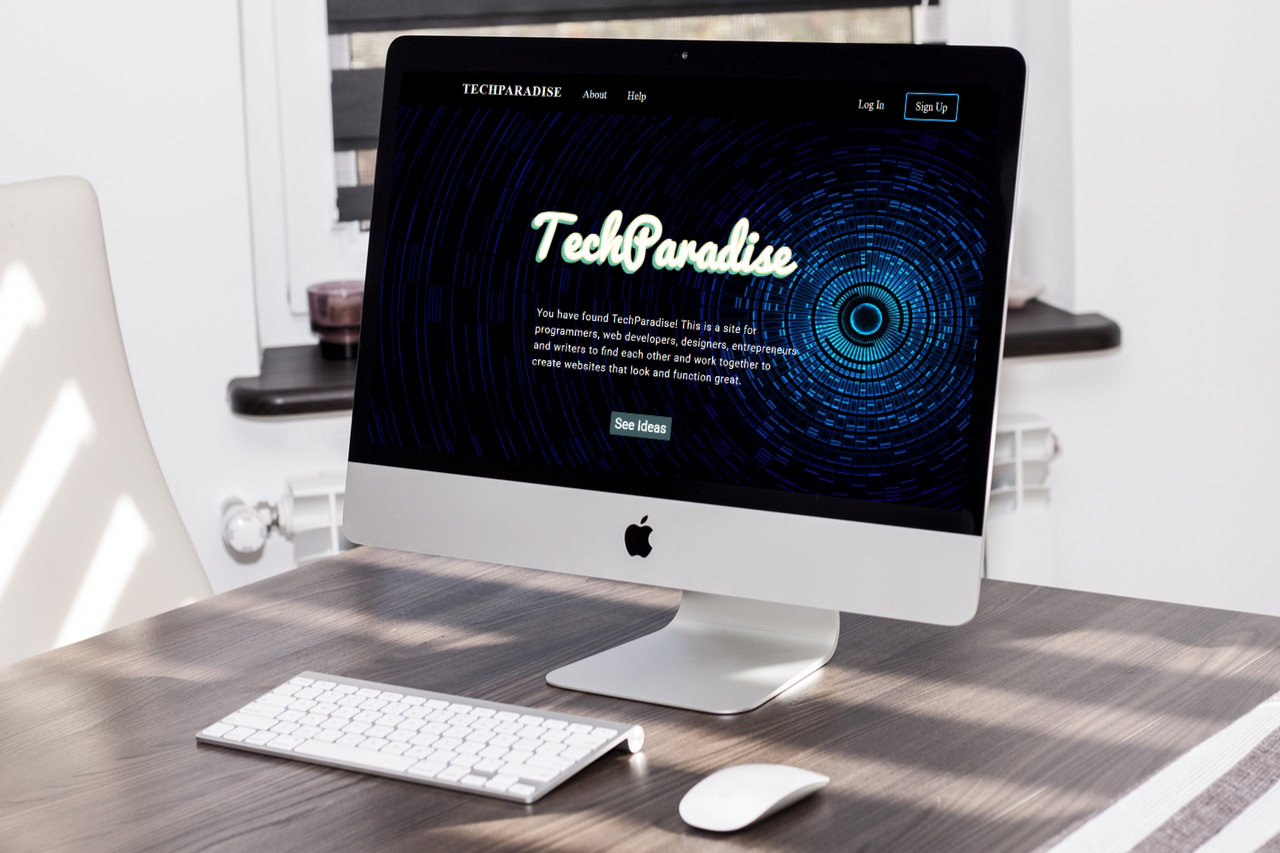 TECHPARADISE About Help Log In Sign Up
TechParadise
You have found TechParadise! This is a site for
programmers, web developers, designers, entrepreneurs
and writers to find each other and work together to
create websites that look and function great.
See Ideas